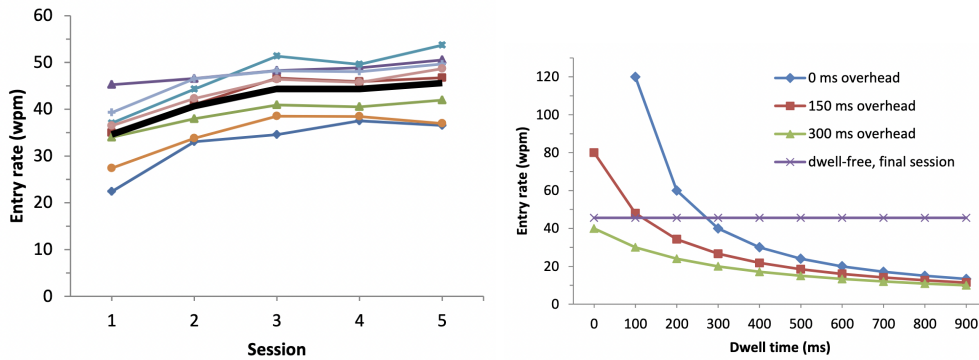 60
50
40
30
20
10
0
Entry rate (wpm)
1 2 3 4 5
Session
120
100
80
60
40
20
0
Entry rate (wpm)
0 ms overhead
150 ms overhead
300 ms overhead
dwell-free, final session
0 100 200 300 400 500 600 700 800 900
Dwell time (ms)